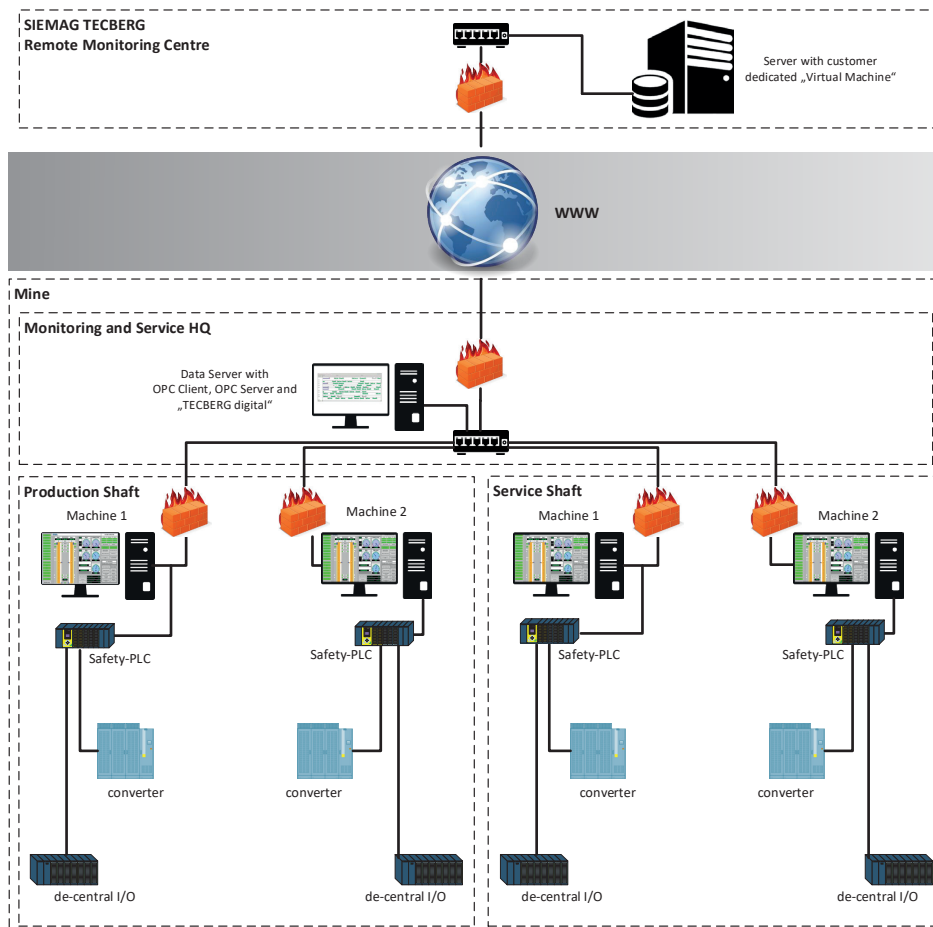 SIEMAG TECBERG
Remote Monitoring Centre
Server with customer
dedicated „Virtual Machine“
WWW
Mine
Monitoring and Service HQ
Data Server with
OPC Client, OPC Server and
„TECBERG digital“
Production Shaft
Machine 1
Machine 2
Safety-PLC
Safety-PLC
converter
converter
de-central I/O
de-central I/O
Service Shaft
Machine 1
Machine 2
Safety-PLC
Safety-PLC
converter
converter
de-central I/O
de-central I/O